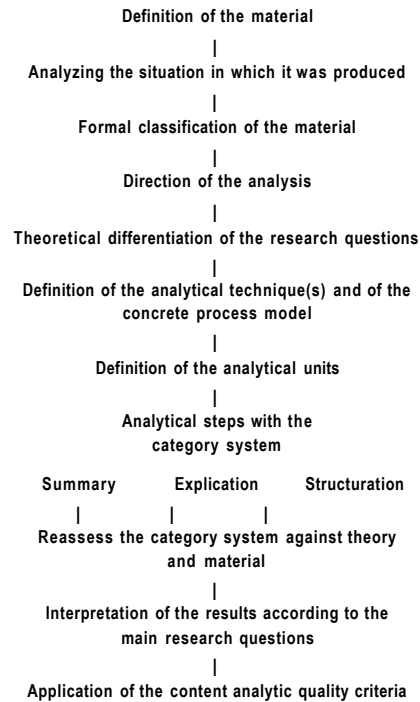 Definition of the material
|
Analyzing the situation in which it was produced
|
Formal classification of the material
|
Direction of the analysis
|
Theoretical differentiation of the research questions
|
Definition of the analytical technique(s) and of the
concrete process model
|
Definition of the analytical units
|
Analytical steps with the
category system
Summary Explication Structuration
| | |
Reassess the category system against theory
and material
|
Interpretation of the results according to the
main research questions
|
Application of the content analytic quality criteria